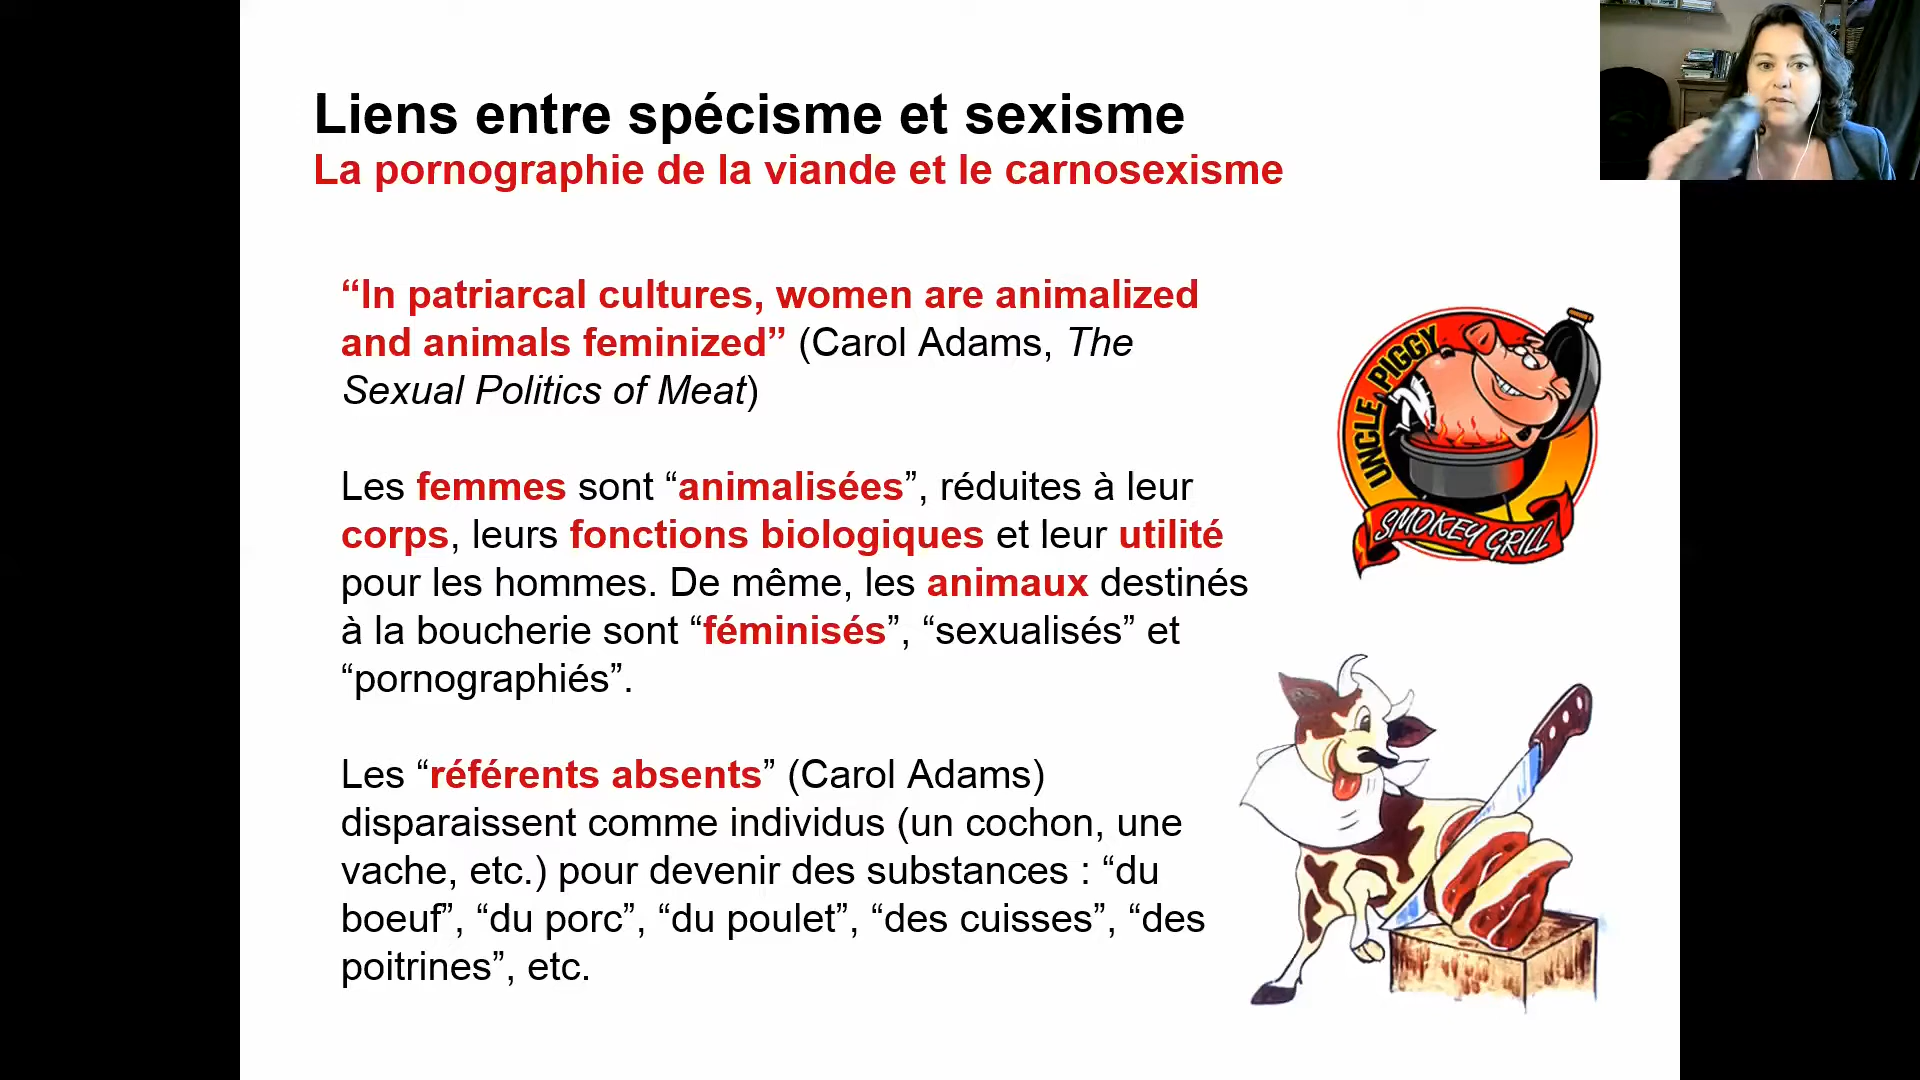 Liens entre spécisme et sexisme
La pornographie de la viande et le carnosexisme
“In patriarcal cultures, women are animalized
and animals feminized” (Carol Adams, The
Sexual Politics of Meat)
Les femmes sont “animalisées”, réduites à leur
corps, leurs fonctions biologiques et leur utilité
pour les hommes. De même, les animaux destinés
à la boucherie sont “féminisés”, “sexualisés” et
“pornographiés”.
Les “référents absents” (Carol Adams)
disparaissent comme individus (un cochon, une
vache, etc.) pour devenir des substances : “du
boeuf”, “du porc”, “du poulet”, “des cuisses”, “des
poitrines”, etc.
UNCLE PIGGY
SMOKEY GRILL